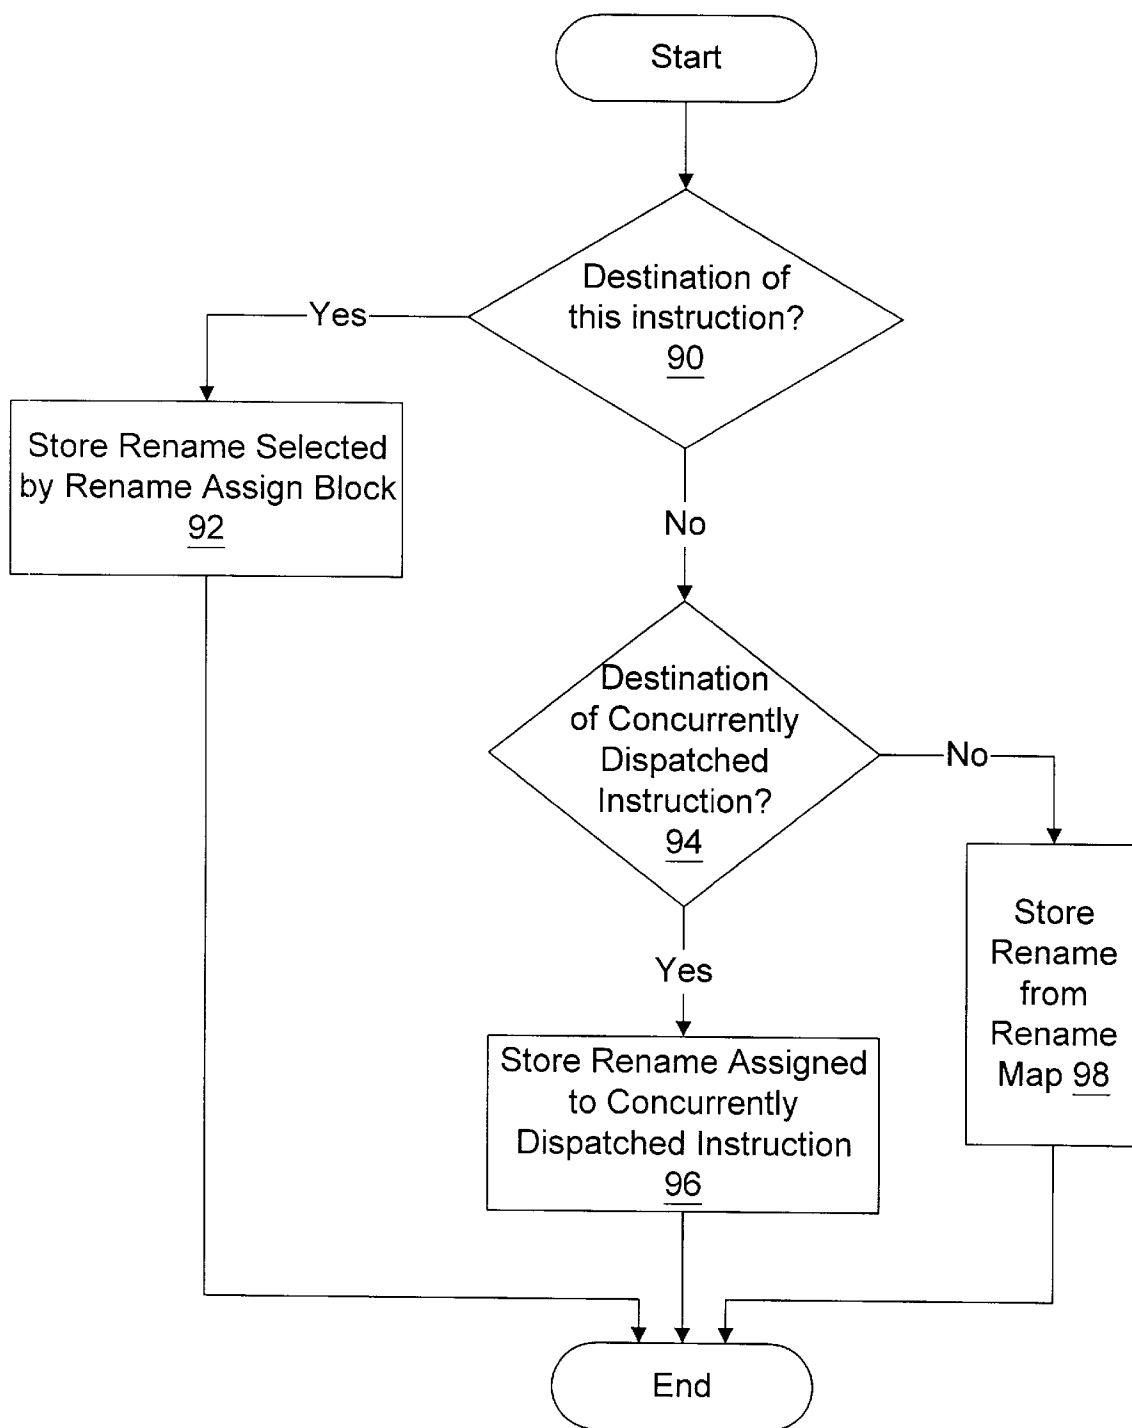 Start
Destination of
this instruction?
90
Yes
Store Rename Selected
by Rename Assign Block
92
No
Destination
of Concurrently
Dispatched
Instruction?
94
No
Store
Rename
from
Rename
Map 98
Yes
Store Rename Assigned
to Concurrently
Dispatched Instruction
96
End